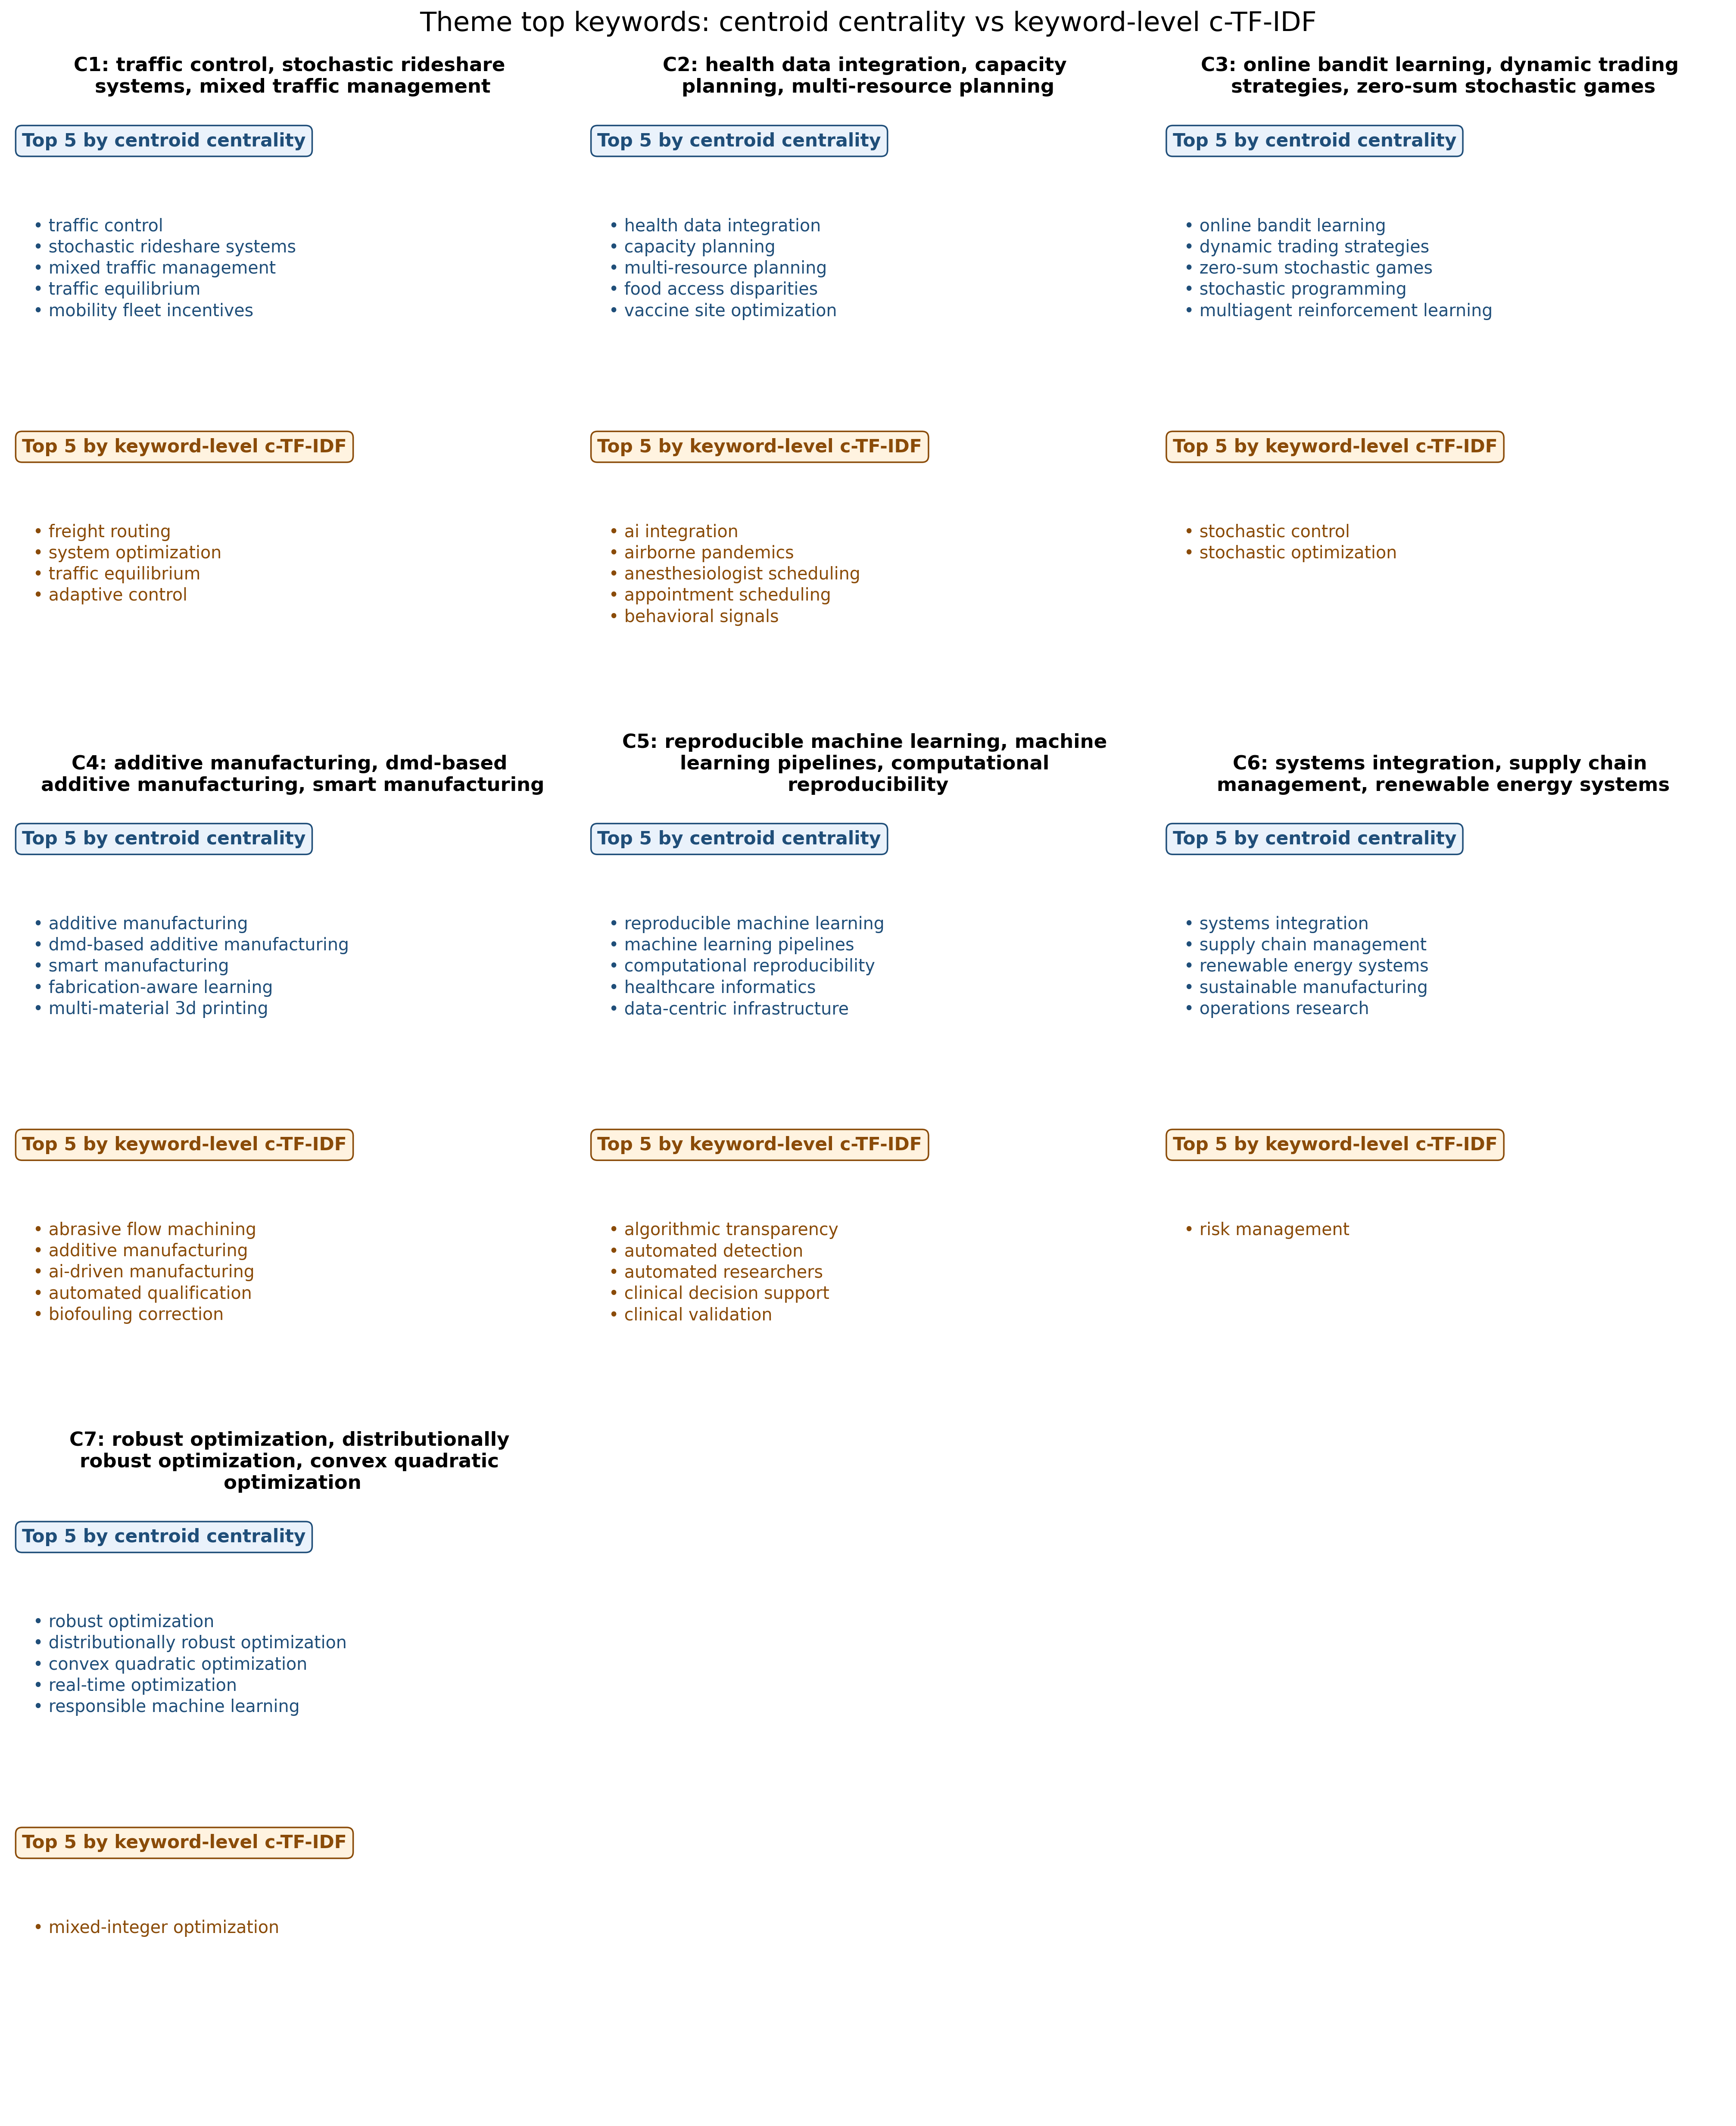 Theme top keywords: centroid centrality vs keyword-level c-TF-IDF
C1: traffic control, stochastic rideshare
systems, mixed traffic management
Top 5 by centroid centrality
• traffic control
• stochastic rideshare systems
• mixed traffic management
• traffic equilibrium
• mobility fleet incentives
Top 5 by keyword-level c-TF-IDF
• freight routing
• system optimization
• traffic equilibrium
• adaptive control
C2: health data integration, capacity
planning, multi-resource planning
Top 5 by centroid centrality
• health data integration
• capacity planning
• multi-resource planning
• food access disparities
• vaccine site optimization
Top 5 by keyword-level c-TF-IDF
• ai integration
• airborne pandemics
• anesthesiologist scheduling
• appointment scheduling
• behavioral signals
C3: online bandit learning, dynamic trading
strategies, zero-sum stochastic games
Top 5 by centroid centrality
• online bandit learning
• dynamic trading strategies
• zero-sum stochastic games
• stochastic programming
• multiagent reinforcement learning
Top 5 by keyword-level c-TF-IDF
• stochastic control
• stochastic optimization
C4: additive manufacturing, dmd-based
additive manufacturing, smart manufacturing
Top 5 by centroid centrality
• additive manufacturing
• dmd-based additive manufacturing
• smart manufacturing
• fabrication-aware learning
• multi-material 3d printing
Top 5 by keyword-level c-TF-IDF
• abrasive flow machining
• additive manufacturing
• ai-driven manufacturing
• automated qualification
• biofouling correction
C5: reproducible machine learning, machine
learning pipelines, computational
reproducibility
Top 5 by centroid centrality
• reproducible machine learning
• machine learning pipelines
• computational reproducibility
• healthcare informatics
• data-centric infrastructure
Top 5 by keyword-level c-TF-IDF
• algorithmic transparency
• automated detection
• automated researchers
• clinical decision support
• clinical validation
C6: systems integration, supply chain
management, renewable energy systems
Top 5 by centroid centrality
• systems integration
• supply chain management
• renewable energy systems
• sustainable manufacturing
• operations research
Top 5 by keyword-level c-TF-IDF
• risk management
C7: robust optimization, distributionally
robust optimization, convex quadratic
optimization
Top 5 by centroid centrality
• robust optimization
• distributionally robust optimization
• convex quadratic optimization
• real-time optimization
• responsible machine learning
Top 5 by keyword-level c-TF-IDF
• mixed-integer optimization